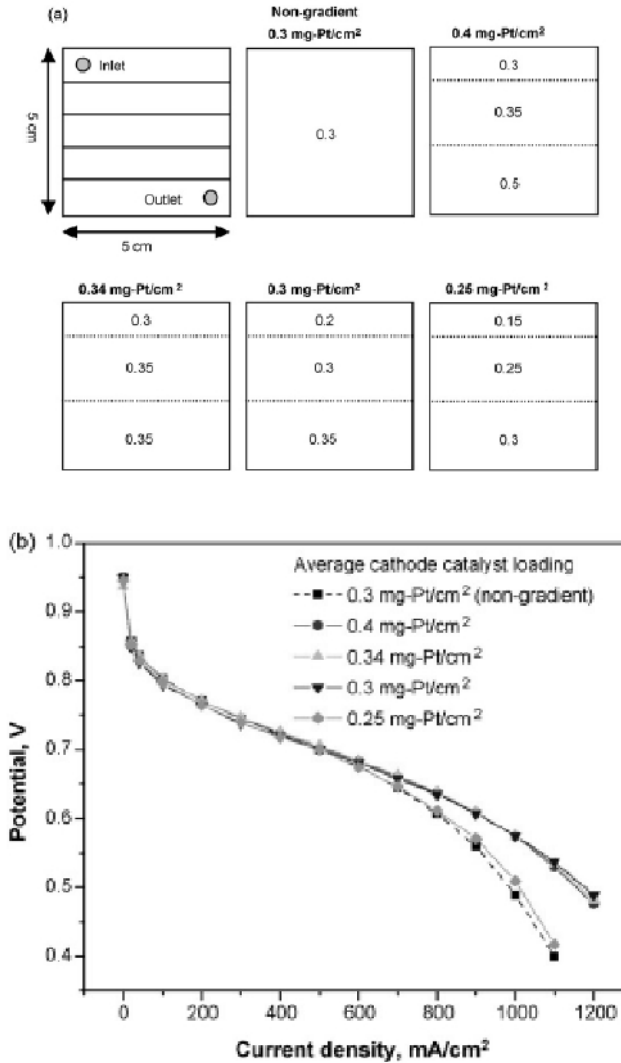 (a)
Non-gradient
0.3 mg-Pt/cm²
0.4 mg-Pt/cm²
Inlet
Outlet
5 cm
5 cm
0.3
0.3
0.35
0.5
0.34 mg-Pt/cm²
0.3 mg-Pt/cm²
0.25 mg-Pt/cm²
0.3
0.35
0.35
0.2
0.3
0.35
0.15
0.25
0.3
(b)
Average cathode catalyst loading
0.3 mg-Pt/cm² (non-gradient)
0.4 mg-Pt/cm²
0.34 mg-Pt/cm²
0.3 mg-Pt/cm²
0.25 mg-Pt/cm²
Potential, V
1.0
0.9
0.8
0.7
0.6
0.5
0.4
0 200 400 600 800 1000 1200
Current density, mA/cm²